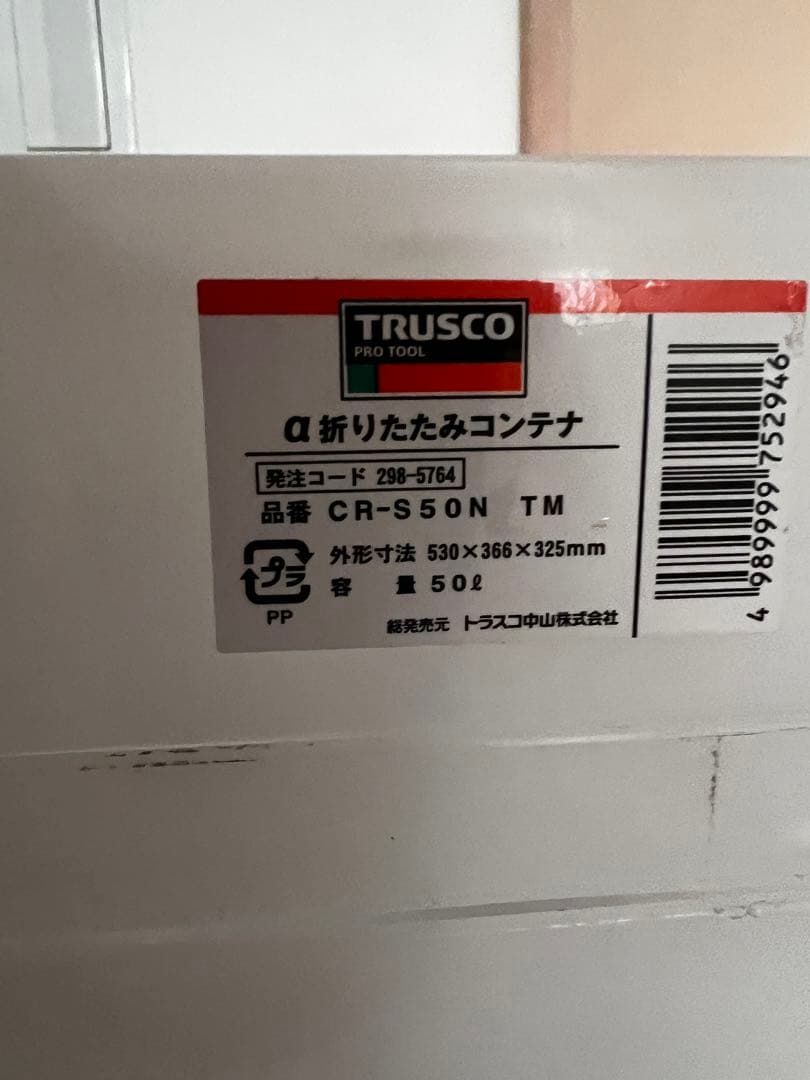 TRUSCO
PRO TOOL
α折りたたみコンテナ
発注コード 298-5764
品番 CR-S50N TM
外形寸法 530×366×325mm
容 量 50ℓ
プラ
PP
総発売元 トラスコ中山株式会社
4989999752946